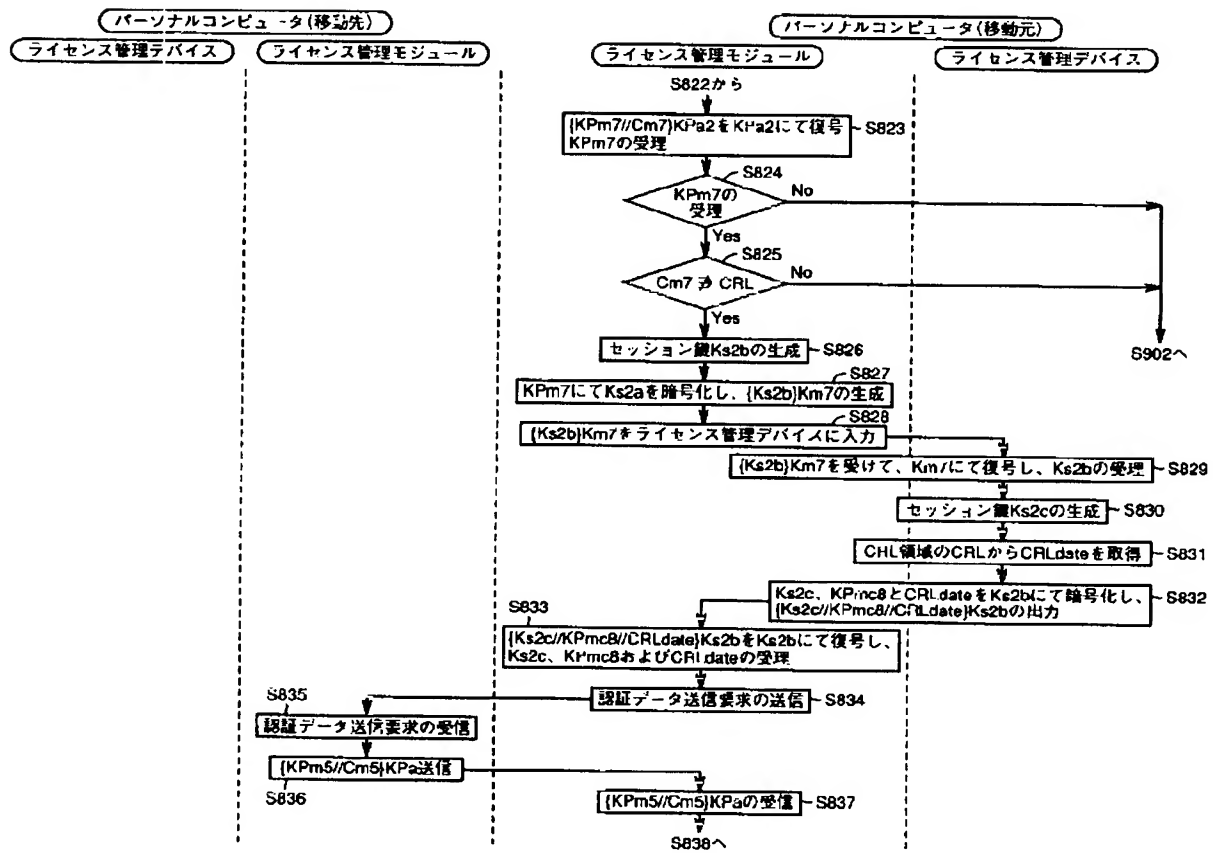 パーソナルコンピュータ(移動先)
パーソナルコンピュータ(移動元)
ライセンス管理デバイス
ライセンス管理モジュール
ライセンス管理モジュール
ライセンス管理デバイス
S822から
{KPm7//Cm7}KPa2をKPa2にて復号
KPm7の受理
S823
S824
KPm7の
受理
No
Yes
S825
Cm7 ∌ CRL
No
Yes
S902へ
セッション鍵Ks2bの生成
S826
S827
KPm7にてKs2aを暗号化し、{Ks2b}Km7の生成
S828
{Ks2b}Km7をライセンス管理デバイスに入力
{Ks2b}Km7を受けて、Km7にて復号し、Ks2bの受理
S829
セッション鍵Ks2cの生成
S830
CHL領域のCRLからCRLdateを取得
S831
Ks2c、KPmc8とCRLdateをKs2bにて暗号化し、
{Ks2c//KPmc8//CRLdate}Ks2bの出力
S832
S833
{Ks2c//KPmc8//CRLdate}Ks2bをKs2bにて復号し、
Ks2c、KPmc8およびCRLdateの受理
認証データ送信要求の送信
S834
S835
認証データ送信要求の受信
{KPm5//Cm5}KPa送信
S836
{KPm5//Cm5}KPaの受信
S837
S838へ